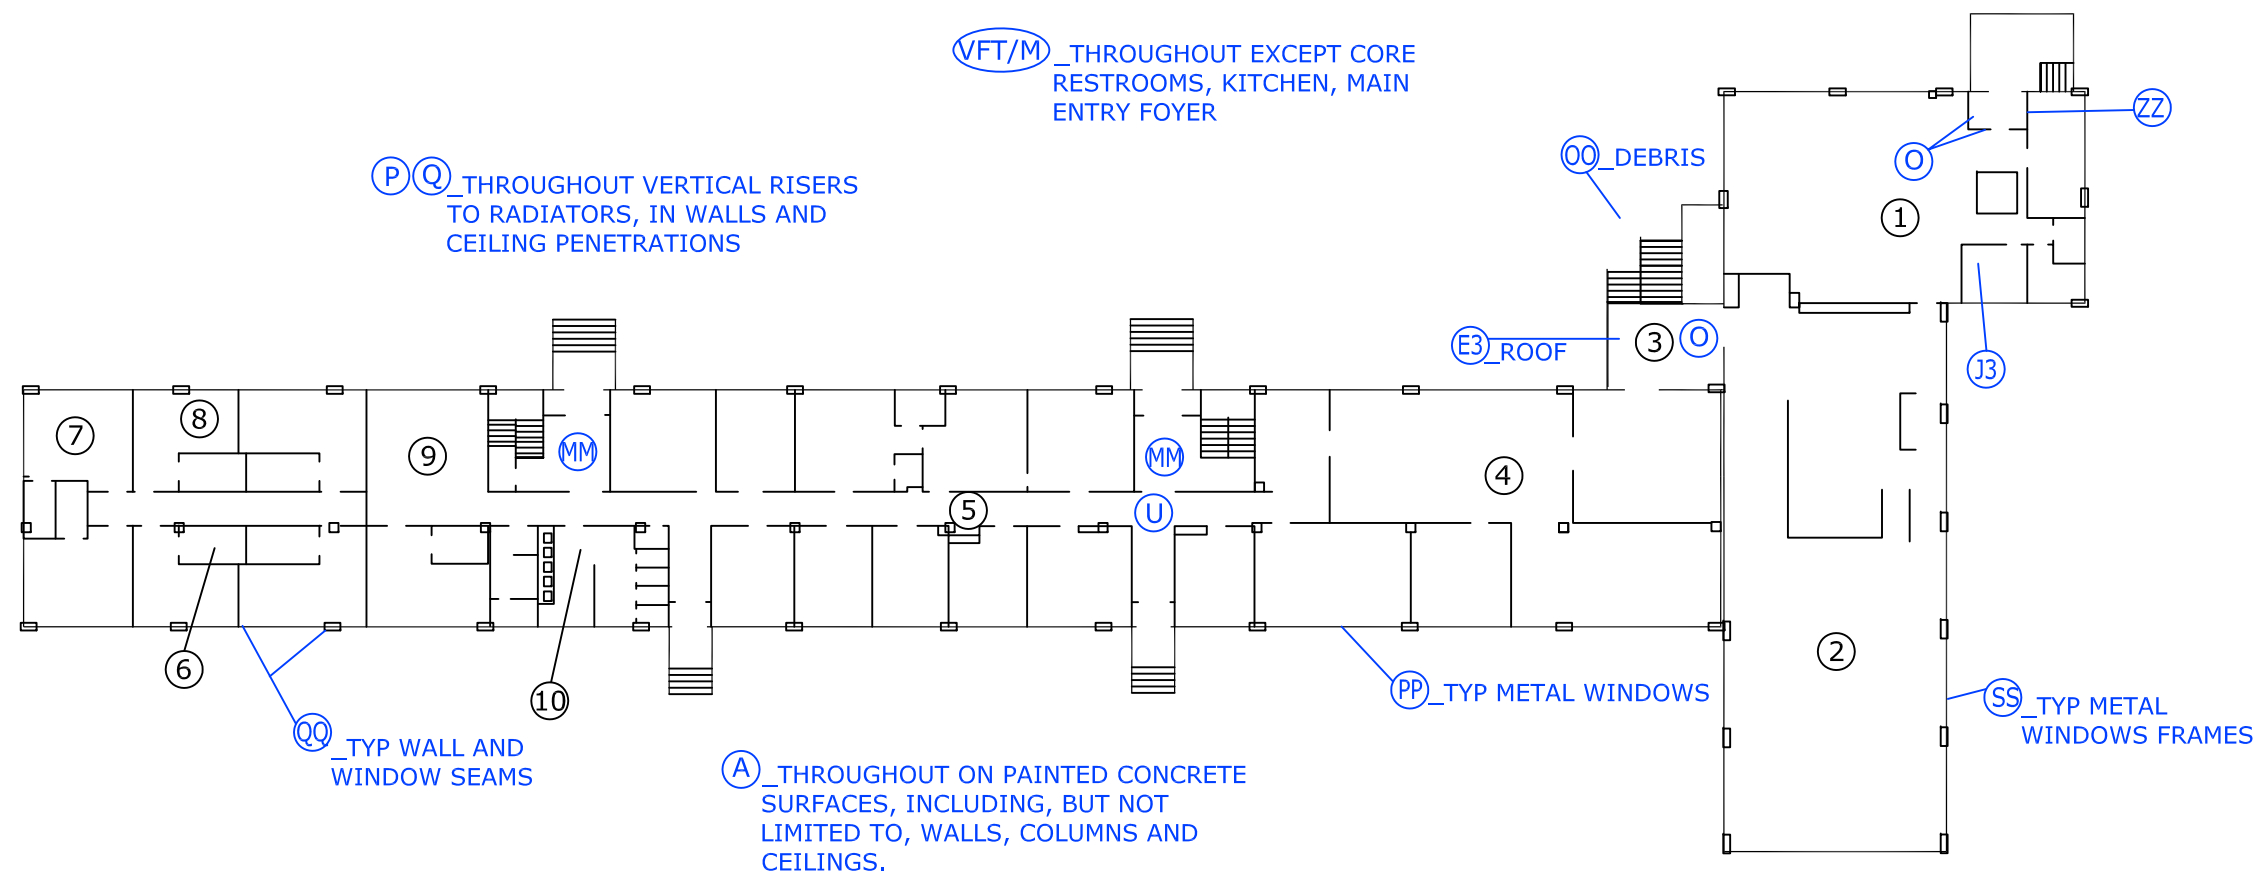 VFT/M _THROUGHOUT EXCEPT CORE
RESTROOMS, KITCHEN, MAIN
ENTRY FOYER
ZZ
O
OO _DEBRIS
P Q _THROUGHOUT VERTICAL RISERS
TO RADIATORS, IN WALLS AND
CEILING PENETRATIONS
1
E3 _ROOF
3
O
J3
8
7
9
MM
MM
4
5
U
6
2
10
PP _TYP METAL WINDOWS
SS _TYP METAL
WINDOWS FRAMES
QQ _TYP WALL AND
WINDOW SEAMS
A _THROUGHOUT ON PAINTED CONCRETE
SURFACES, INCLUDING, BUT NOT
LIMITED TO, WALLS, COLUMNS AND
CEILINGS.